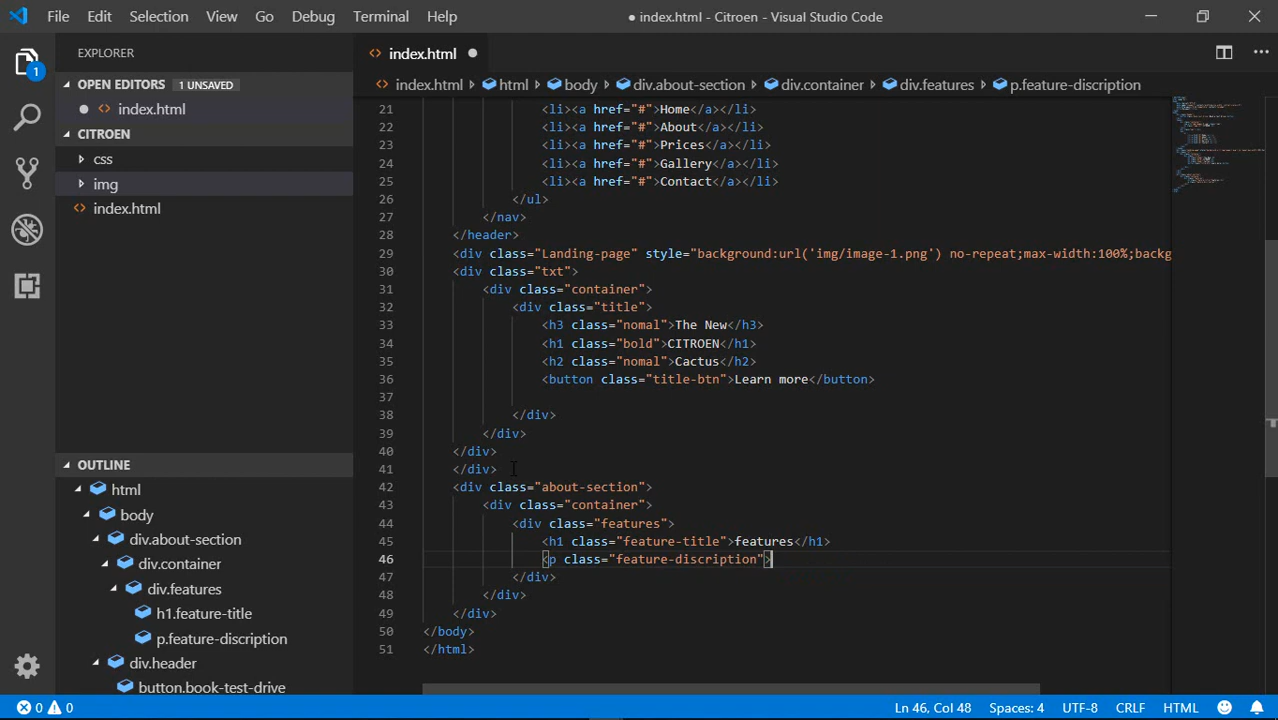 File Edit Selection View Go Debug Terminal Help ● index.html - Citroen - Visual Studio Code
EXPLORER
OPEN EDITORS 1 UNSAVED
index.html
CITROEN
css
img
index.html
OUTLINE
html
body
div.about-section
div.container
div.features
h1.feature-title
p.feature-discription
div.header
button.book-test-drive
1
<> index.html ●
<> index.html > html > body > div.about-section > div.container > div.features > p.feature-discription
21 <li><a href="#">Home</a></li>
22 <li><a href="#">About</a></li>
23 <li><a href="#">Prices</a></li>
24 <li><a href="#">Gallery</a></li>
25 <li><a href="#">Contact</a></li>
26 </ul>
27 </nav>
28 </header>
29 <div class="Landing-page" style="background:url('img/image-1.png') no-repeat;max-width:100%;backg
30 <div class="txt">
31 <div class="container">
32 <div class="title">
33 <h3 class="nomal">The New</h3>
34 <h1 class="bold">CITROEN</h1>
35 <h2 class="nomal">Cactus</h2>
36 <button class="title-btn">Learn more</button>
37
38 </div>
39 </div>
40 </div>
41 </div>
42 <div class="about-section">
43 <div class="container">
44 <div class="features">
45 <h1 class="feature-title">features</h1>
46 <p class="feature-discription">
47 </div>
48 </div>
49 </div>
50 </body>
51 </html>
0 0 Ln 46, Col 48 Spaces: 4 UTF-8 CRLF HTML